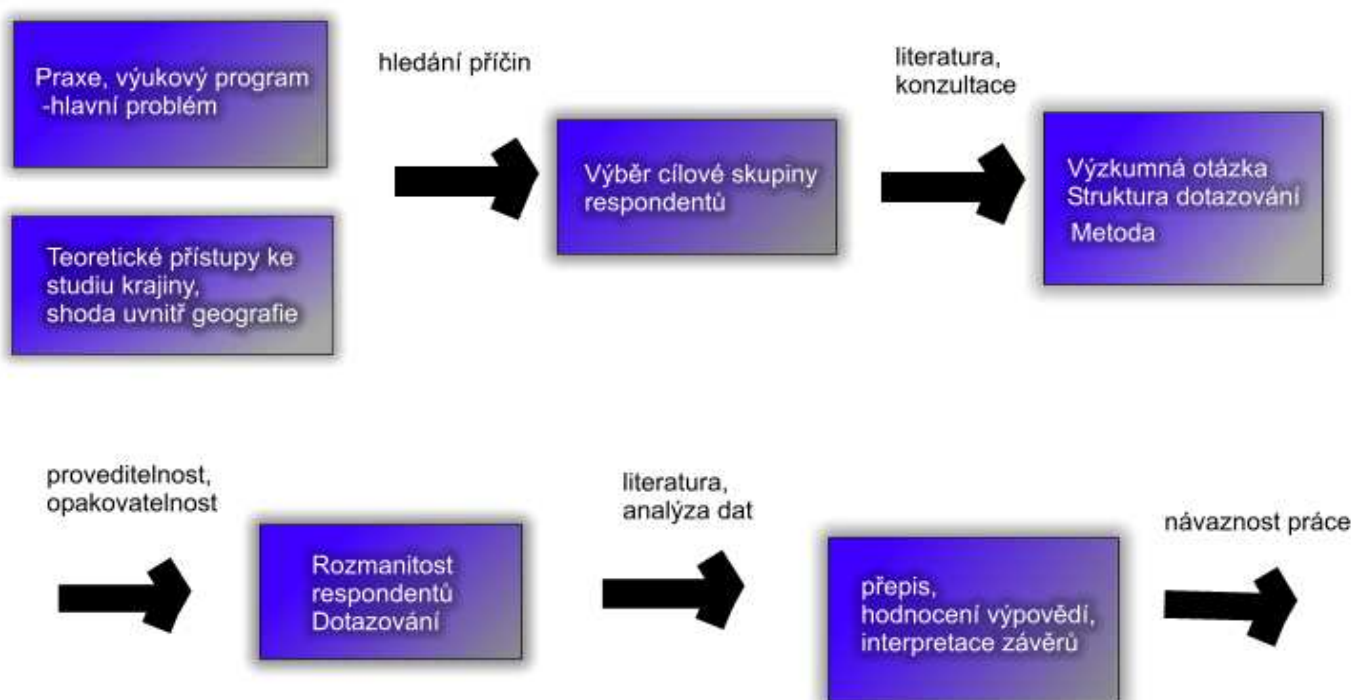 Praxe, výukový program
-hlavní problém
Teoretické přístupy ke
studiu krajiny,
shoda uvnitř geografie
hledání příčin
Výběr cílové skupiny
respondentů
literatura,
konzultace
Výzkumná otázka
Struktura dotazování
Metoda
proveditelnost,
opakovatelnost
Rozmanitost
respondentů
Dotazování
literatura,
analýza dat
přepis,
hodnocení výpovědí,
interpretace závěrů
návaznost práce